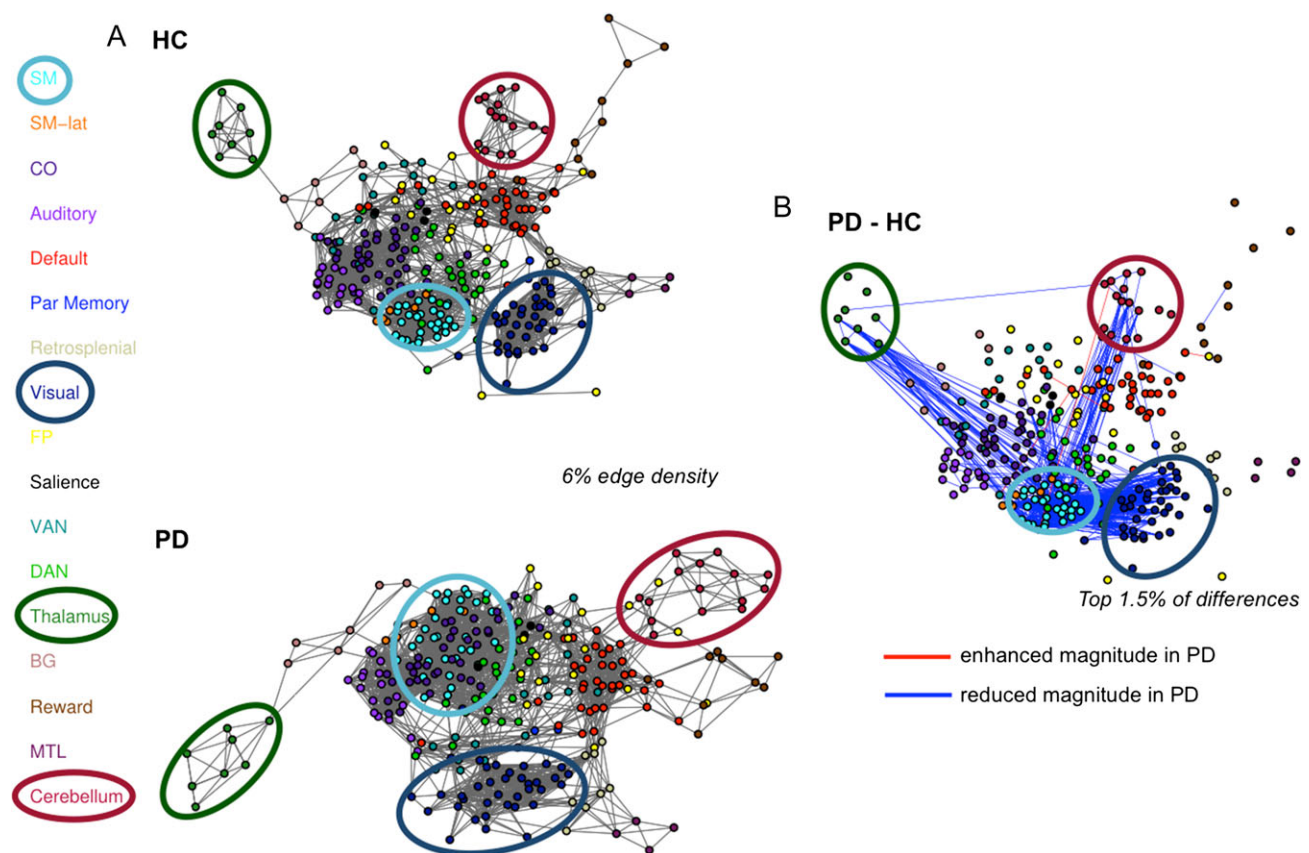 A
HC
SM
SM-lat
CO
Auditory
Default
Par Memory
Retrosplenial
Visual
FP
Salience
VAN
DAN
Thalamus
BG
Reward
MTL
Cerebellum
6% edge density
PD
B
PD - HC
Top 1.5% of differences
enhanced magnitude in PD
reduced magnitude in PD